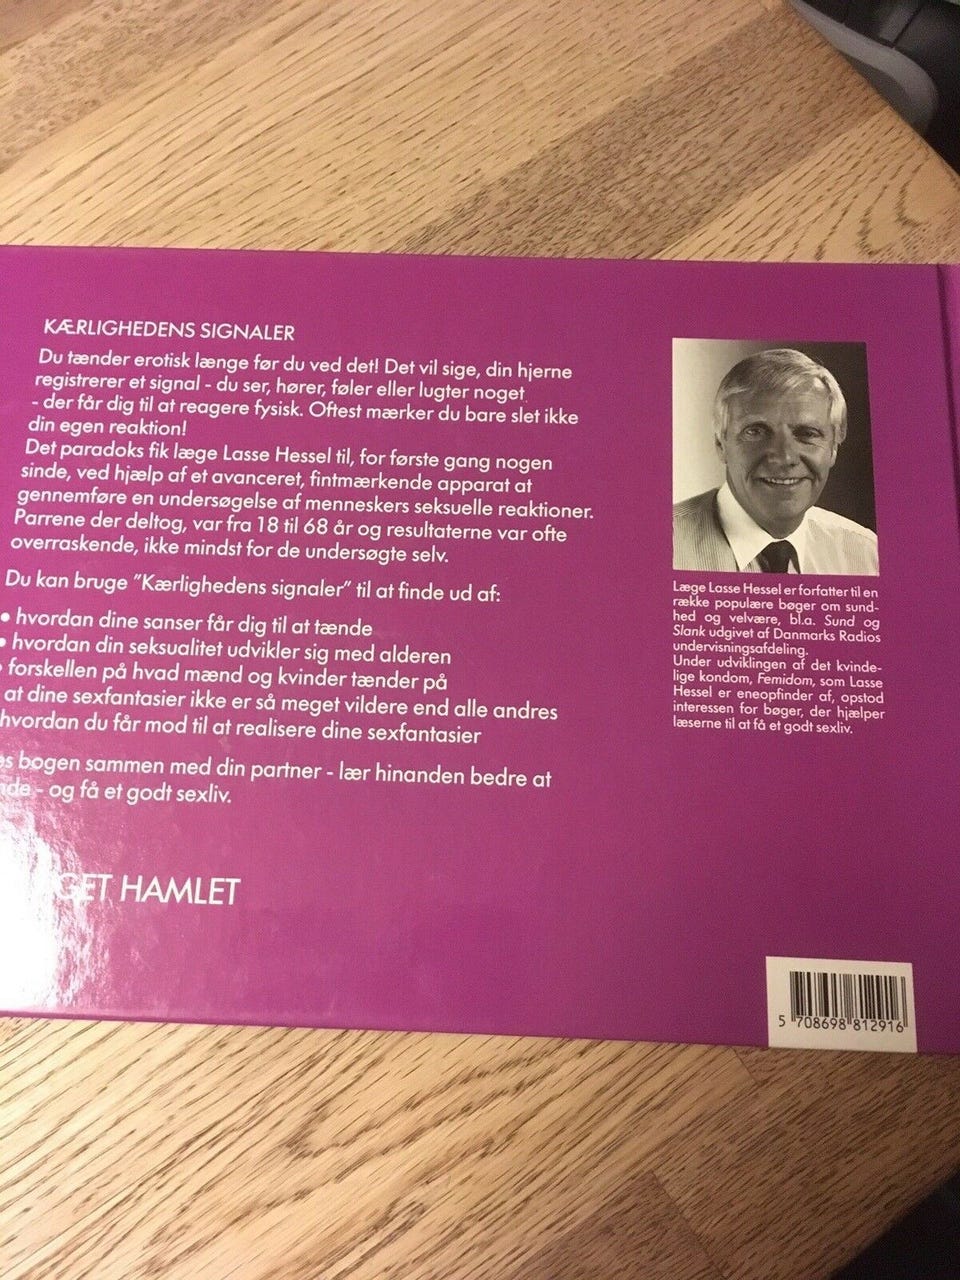 KÆRLIGHEDENS SIGNALER
Du tænder erotisk længe før du ved det! Det vil sige, din hjerne
registrerer et signal - du ser, hører, føler eller lugter noget
- der får dig til at reagere fysisk. Oftest mærker du bare slet ikke
din egen reaktion!
Det paradoks fik læge Lasse Hessel til, for første gang nogen
sinde, ved hjælp af et avanceret, fintmærkende apparat at
gennemføre en undersøgelse af menneskers seksuelle reaktioner.
Parrene der deltog, var fra 18 til 68 år og resultaterne var ofte
overraskende, ikke mindst for de undersøgte selv.
Du kan bruge "Kærlighedens signaler" til at finde ud af:
• hvordan dine sanser får dig til at tænde
• hvordan din seksualitet udvikler sig med alderen
• forskellen på hvad mænd og kvinder tænder på
at dine sexfantasier ikke er så meget vildere end alle andres
hvordan du får mod til at realisere dine sexfantasier
bogen sammen med din partner - lær hinanden bedre at
- og få et godt sexliv.
HAMLET
Læge Lasse Hessel er forfatter til en
række populære bøger om sund-
hed og velvære, bl.a. Sund og
Slank udgivet af Danmarks Radios
undervisningsafdeling.
Under udviklingen af det kvinde-
lige kondom, Femidom, som Lasse
Hessel er eneopfinder af, opstod
interessen for bøger, der hjælper
læserne til at få et godt sexliv.
5 708698 812916